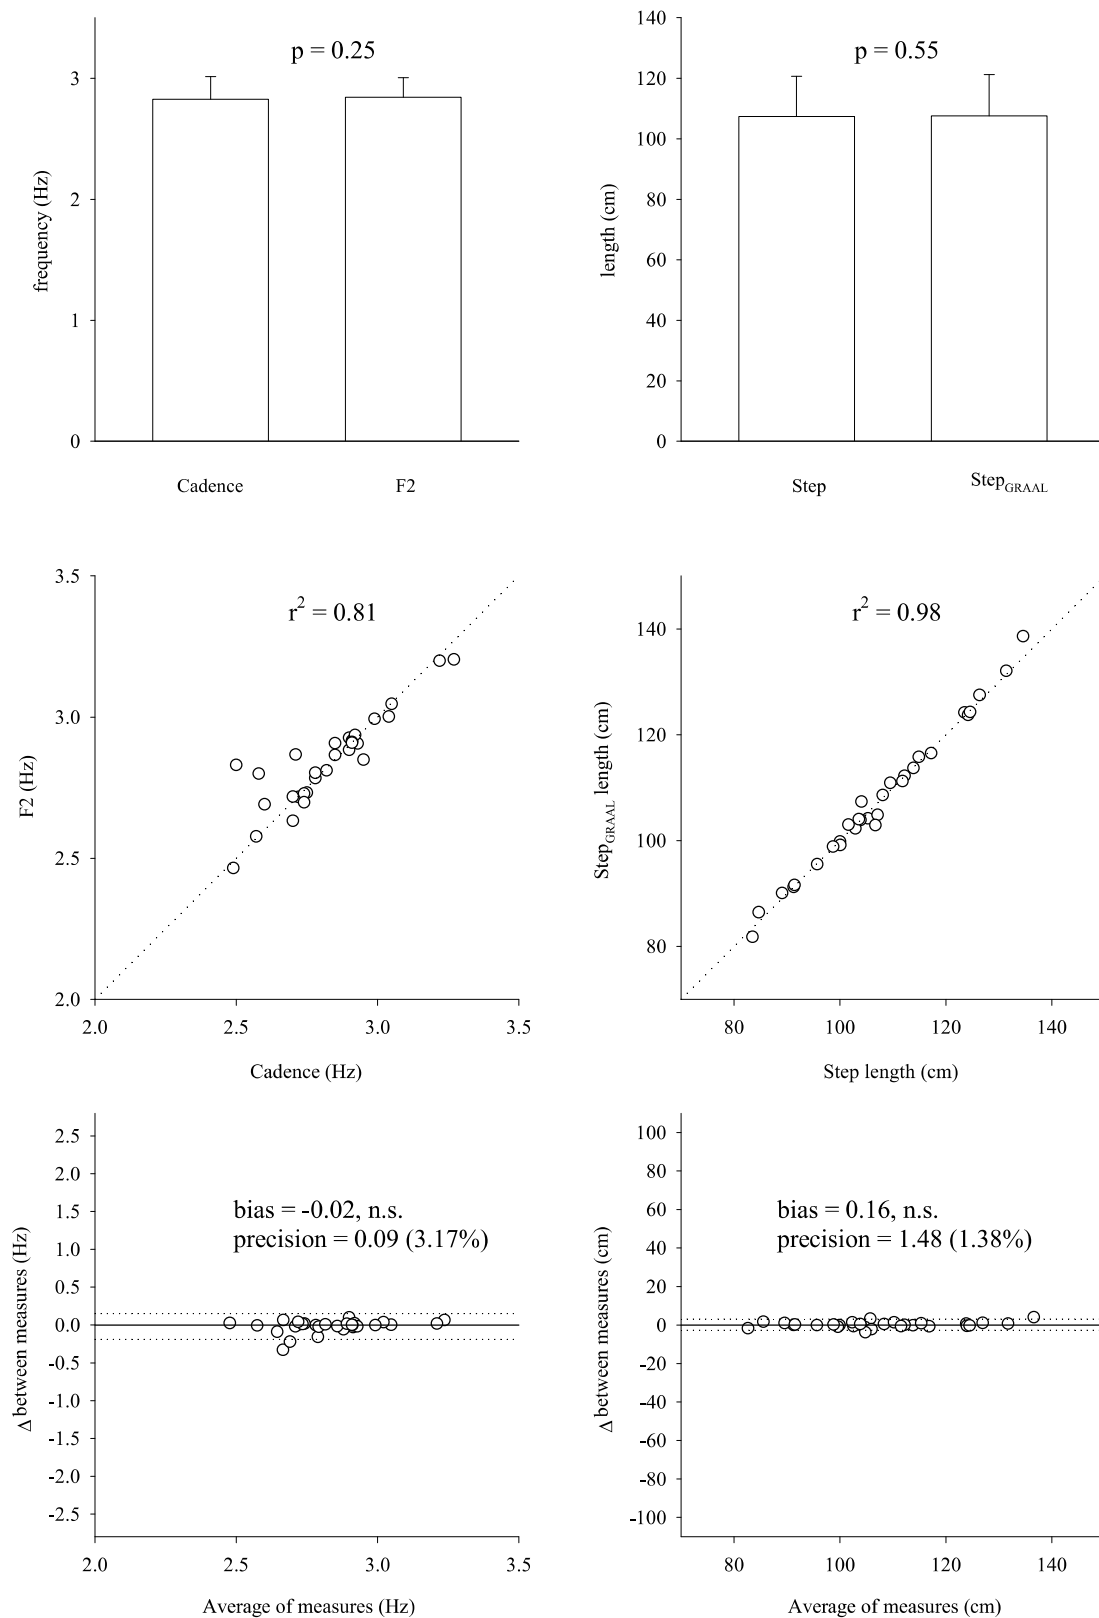 p = 0.25
3
2
1
0
frequency (Hz)
Cadence
F2
p = 0.55
140
120
100
80
60
40
20
0
length (cm)
Step
Step_GRAAL
r² = 0.81
3.5
3.0
2.5
2.0
F2 (Hz)
2.0 2.5 3.0 3.5
Cadence (Hz)
r² = 0.98
140
120
100
80
Step_GRAAL length (cm)
80 100 120 140
Step length (cm)
bias = -0.02, n.s.
precision = 0.09 (3.17%)
2.5
2.0
1.5
1.0
0.5
0.0
-0.5
-1.0
-1.5
-2.0
-2.5
Δ between measures (Hz)
2.0 2.5 3.0 3.5
Average of measures (Hz)
bias = 0.16, n.s.
precision = 1.48 (1.38%)
100
80
60
40
20
0
-20
-40
-60
-80
-100
Δ between measures (cm)
80 100 120 140
Average of measures (cm)